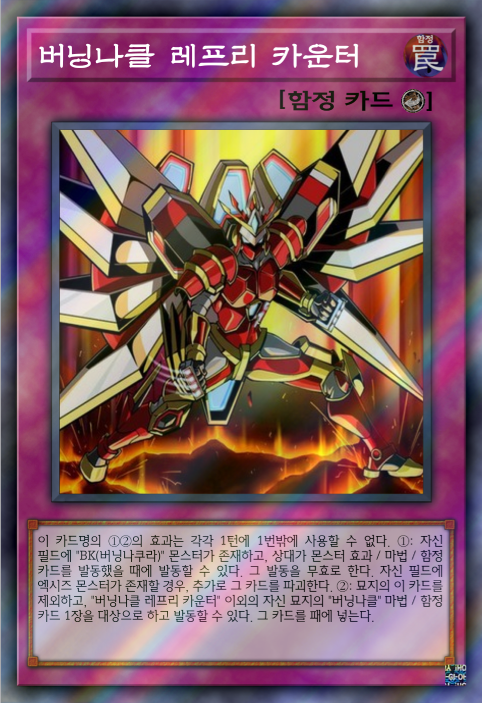 버닝나클 레프리 카운터
함정
罠
[함정 카드]
이 카드명의 ①②의 효과는 각각 1턴에 1번밖에 사용할 수 없다. ①: 자신
필드에 "BK(버닝나쿠라)" 몬스터가 존재하고, 상대가 몬스터 효과 / 마법 / 함정
카드를 발동했을 때에 발동할 수 있다. 그 발동을 무효로 한다. 자신 필드에
엑시즈 몬스터가 존재할 경우, 추가로 그 카드를 파괴한다. ②: 묘지의 이 카드를
제외하고, "버닝나클 레프리 카운터" 이외의 자신 묘지의 "버닝나클" 마법 / 함정
카드 1장을 대상으로 하고 발동할 수 있다. 그 카드를 패에 넣는다.